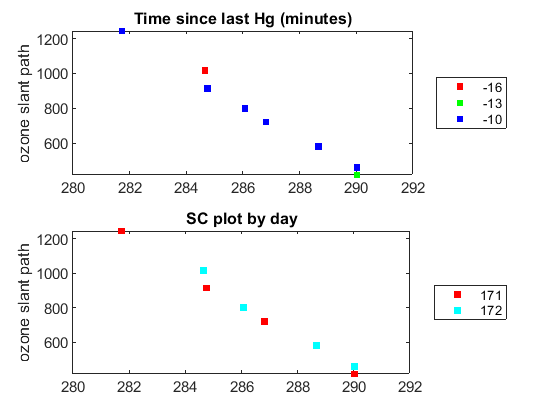 Time since last Hg (minutes)
ozone slant path
1200
1000
800
600
280 282 284 286 288 290 292
-16
-13
-10
SC plot by day
ozone slant path
1200
1000
800
600
280 282 284 286 288 290 292
171
172